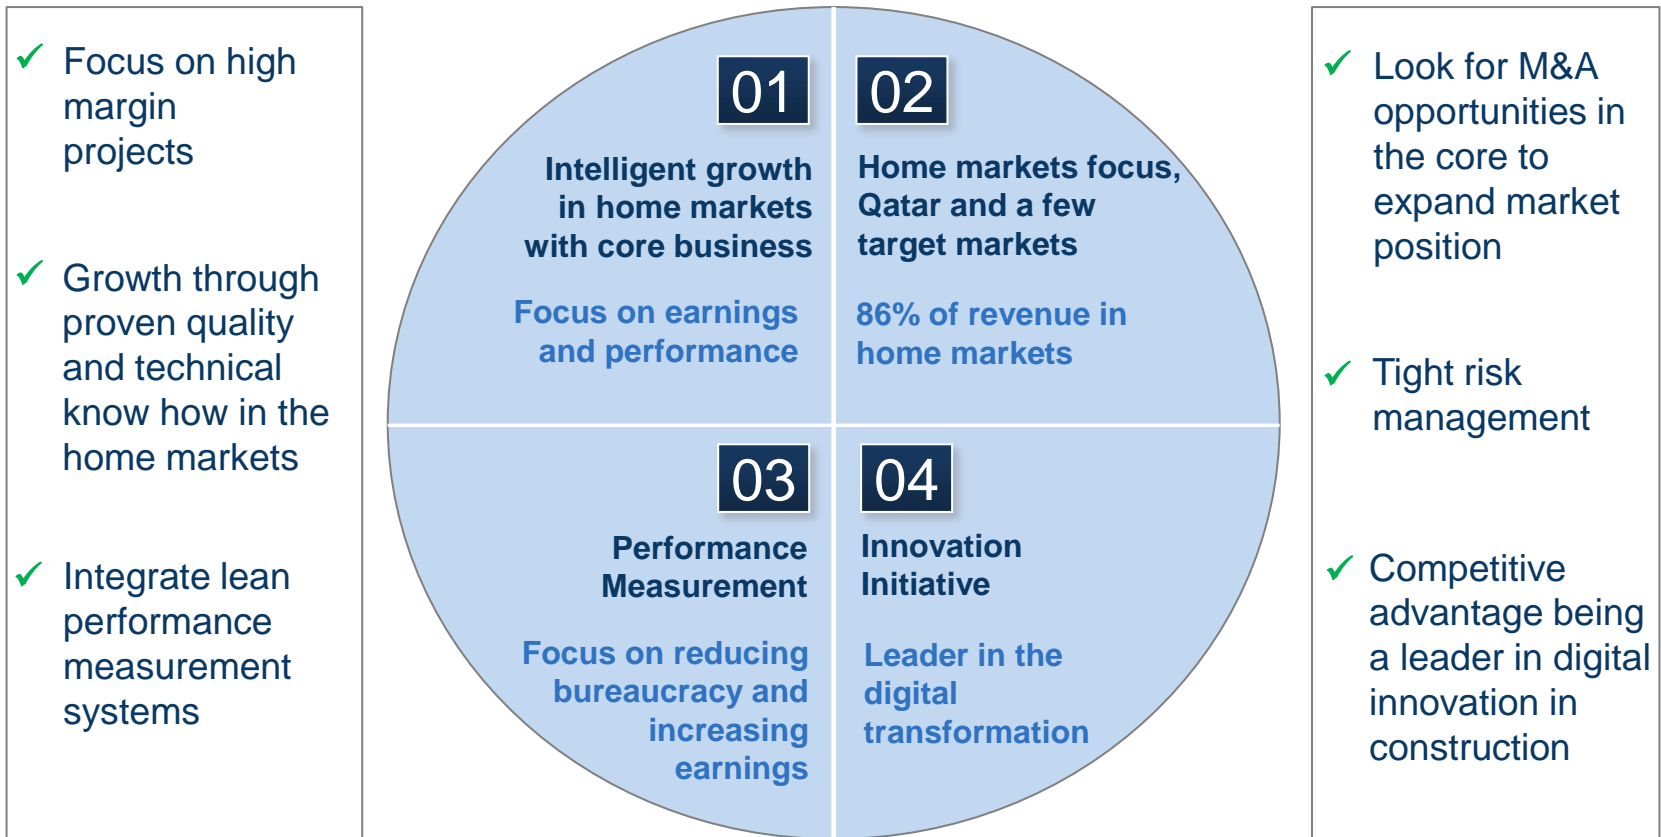 Focus on high
margin
projects
Growth through
proven quality
and technical
know how in the
home markets
Integrate lean
performance
measurement
systems
01
Intelligent growth
in home markets
with core business
Focus on earnings
and performance
02
Home markets focus,
Qatar and a few
target markets
86% of revenue in
home markets
03
Performance
Measurement
Focus on reducing
bureaucracy and
increasing
earnings
04
Innovation
Initiative
Leader in the
digital
transformation
Look for M&A
opportunities in
the core to
expand market
position
Tight risk
management
Competitive
advantage being
a leader in digital
innovation in
construction